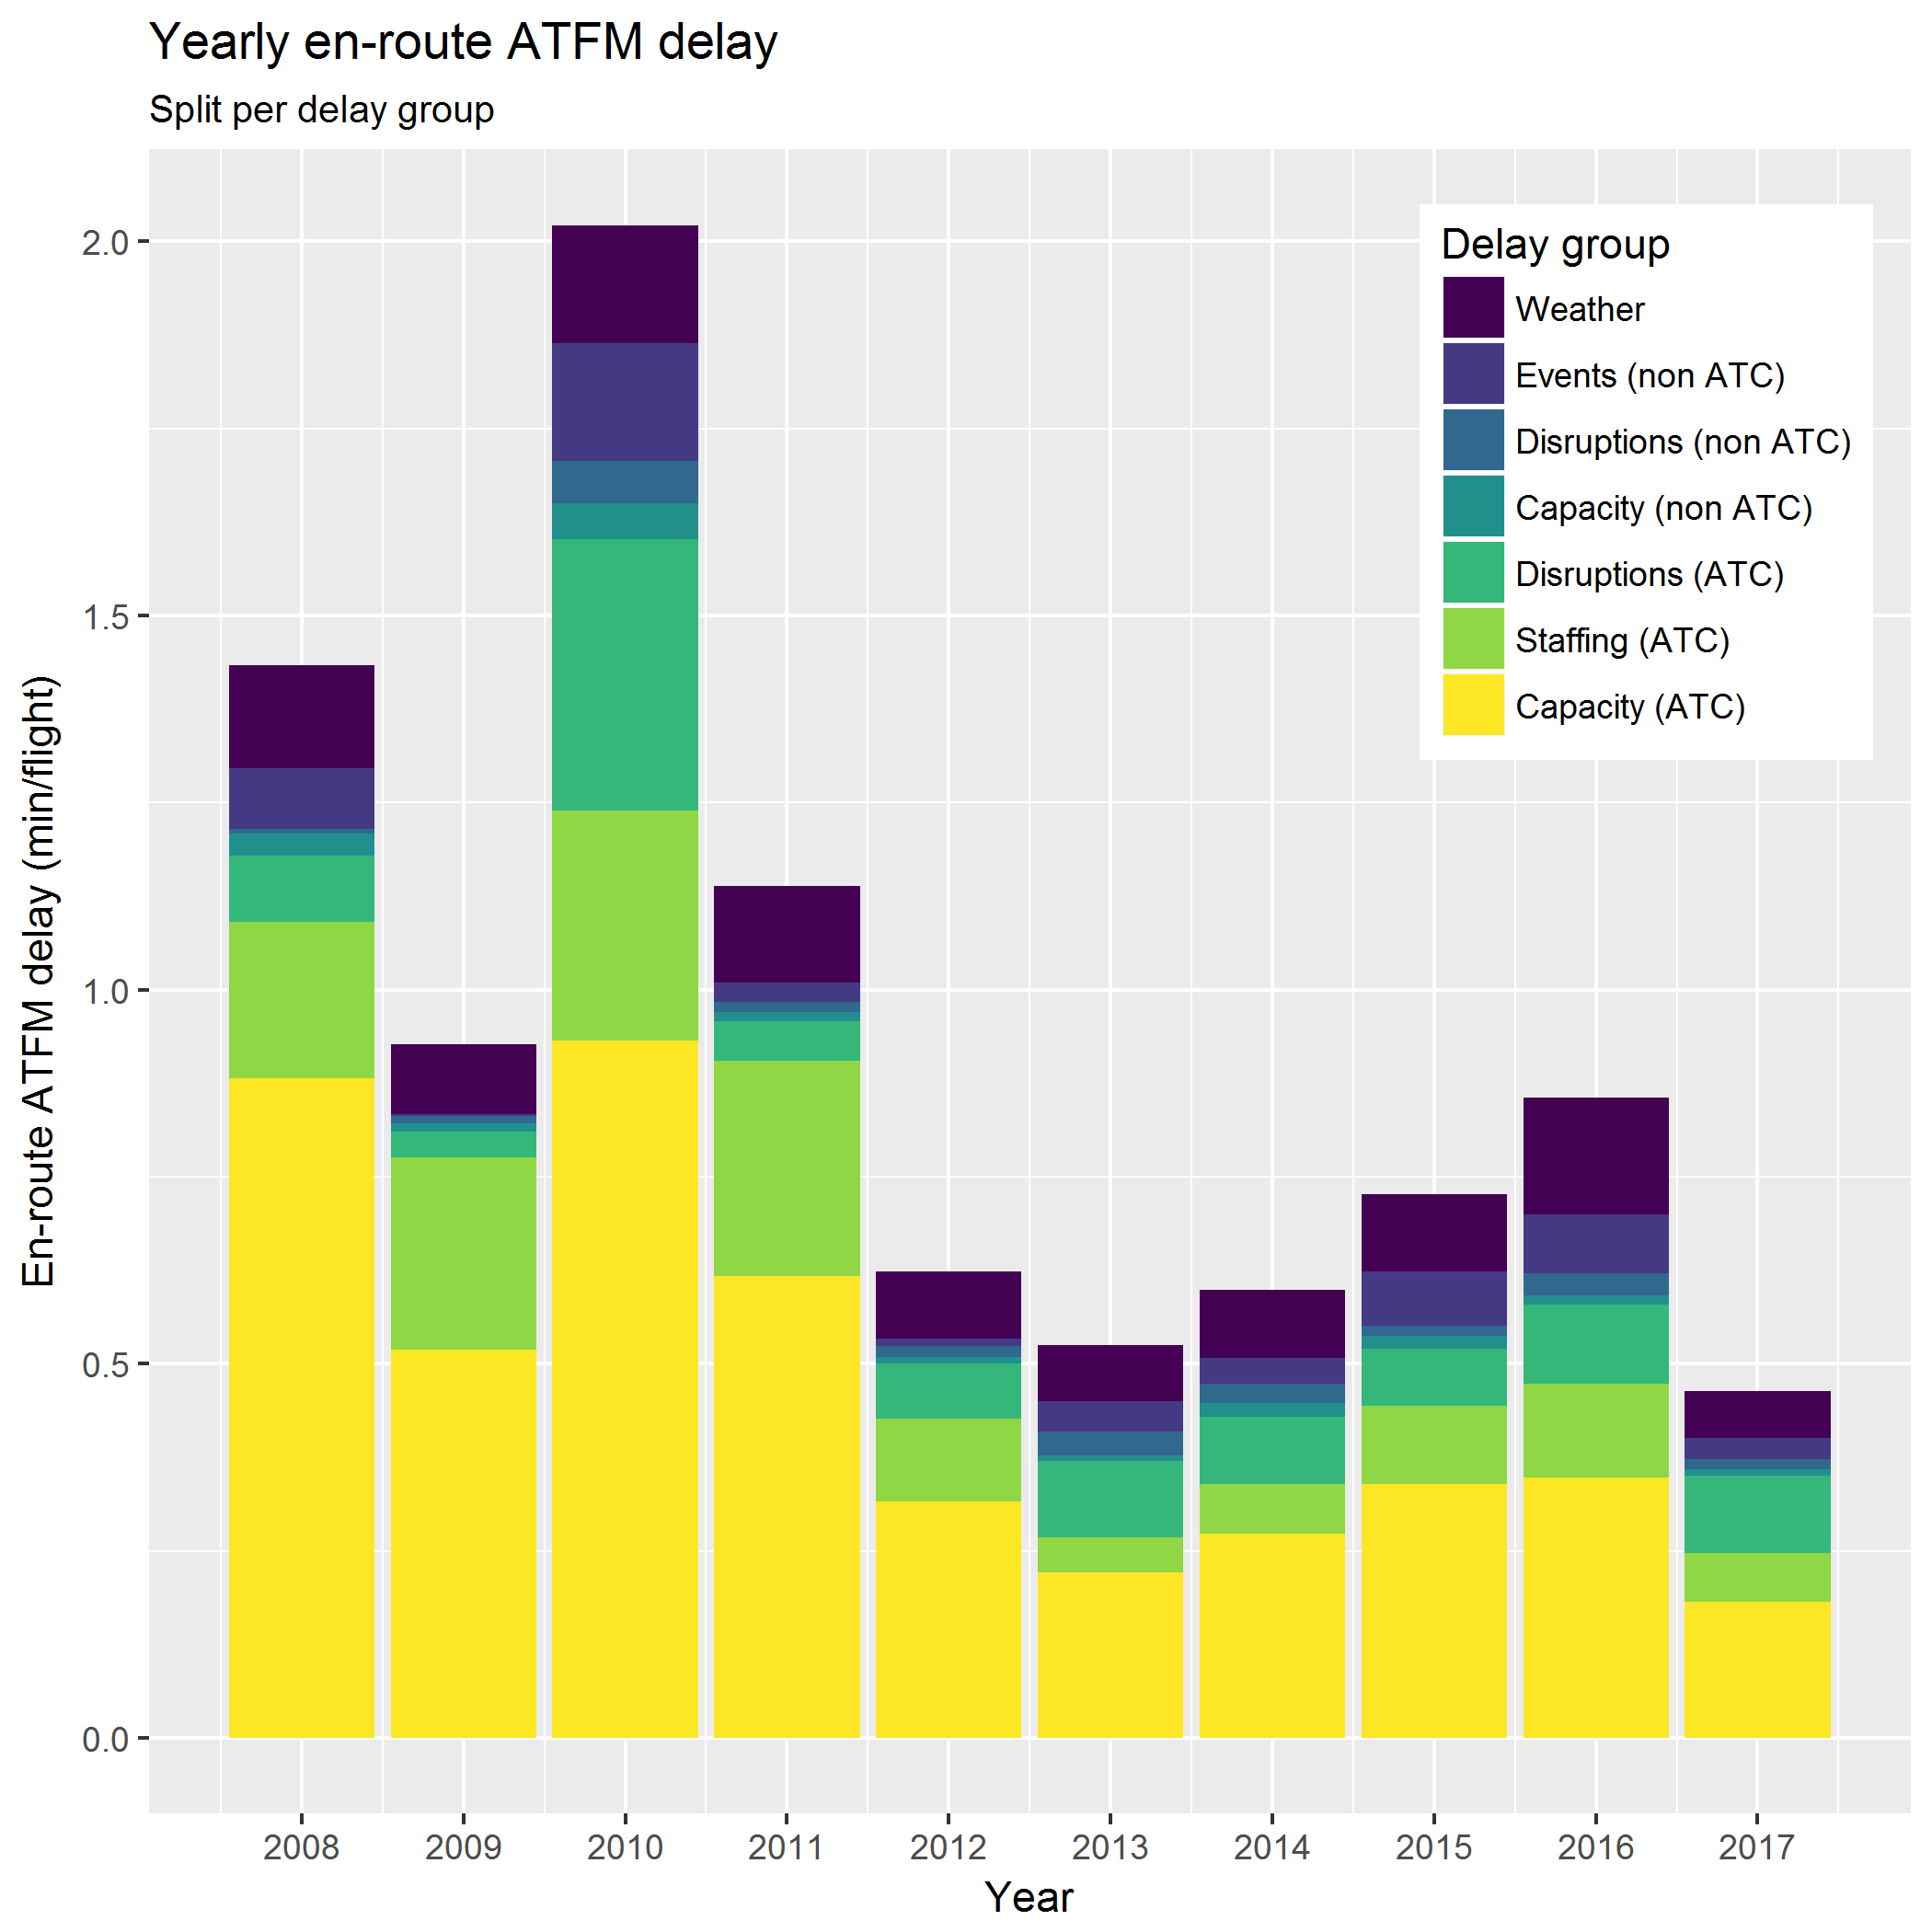 Yearly en-route ATFM delay
Split per delay group
En-route ATFM delay (min/flight)
2.0
1.5
1.0
0.5
0.0
Delay group
Weather
Events (non ATC)
Disruptions (non ATC)
Capacity (non ATC)
Disruptions (ATC)
Staffing (ATC)
Capacity (ATC)
2008 2009 2010 2011 2012 2013 2014 2015 2016 2017
Year